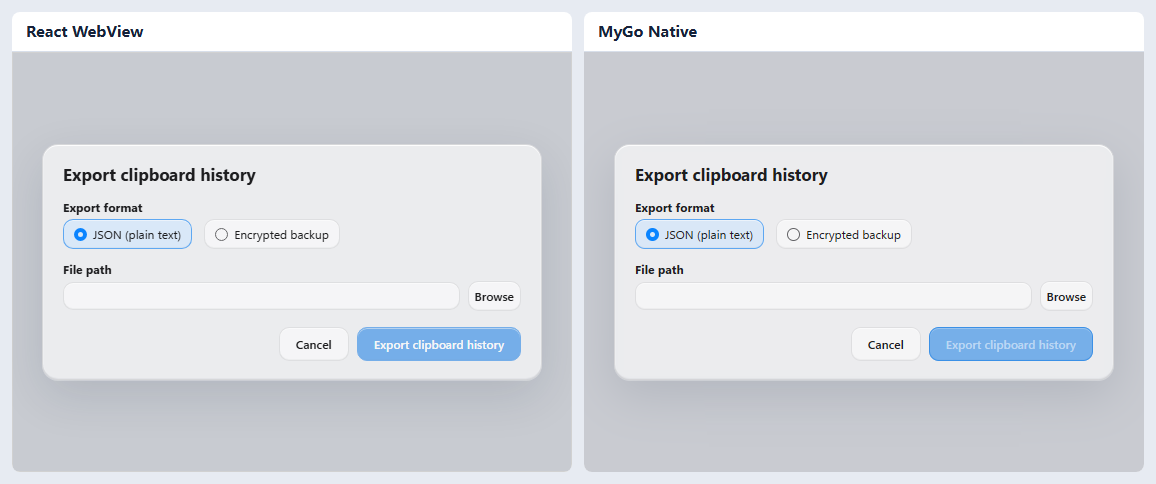 React WebView
Export clipboard history
Export format
JSON (plain text) Encrypted backup
File path
Browse
Cancel Export clipboard history
MyGo Native
Export clipboard history
Export format
JSON (plain text) Encrypted backup
File path
Browse
Cancel Export clipboard history